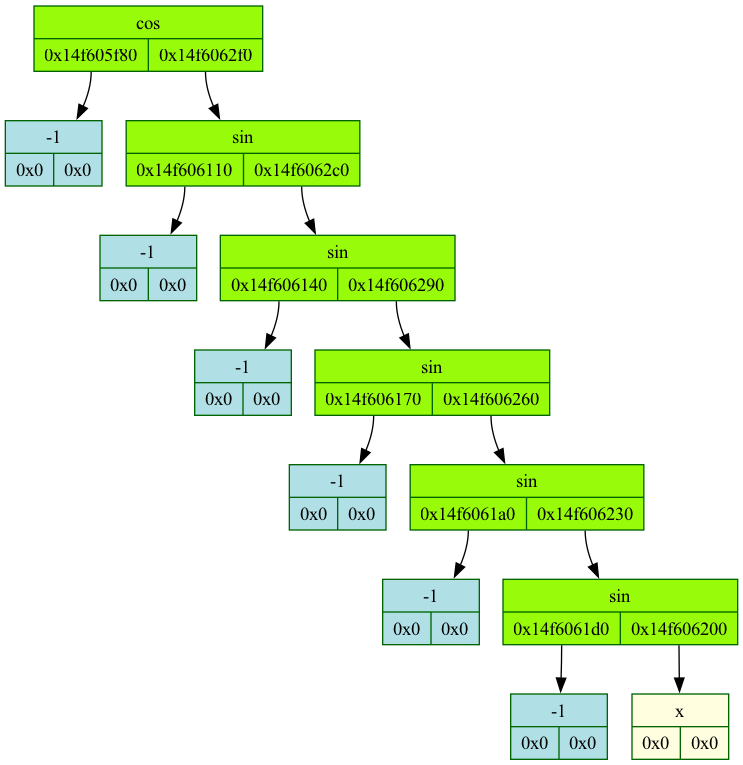 cos
0x14f605f80 0x14f6062f0
-1 sin
0x0 0x0 0x14f606110 0x14f6062c0
-1 sin
0x0 0x0 0x14f606140 0x14f606290
-1 sin
0x0 0x0 0x14f606170 0x14f606260
-1 sin
0x0 0x0 0x14f6061a0 0x14f606230
-1 sin
0x0 0x0 0x14f6061d0 0x14f606200
-1 x
0x0 0x0 0x0 0x0